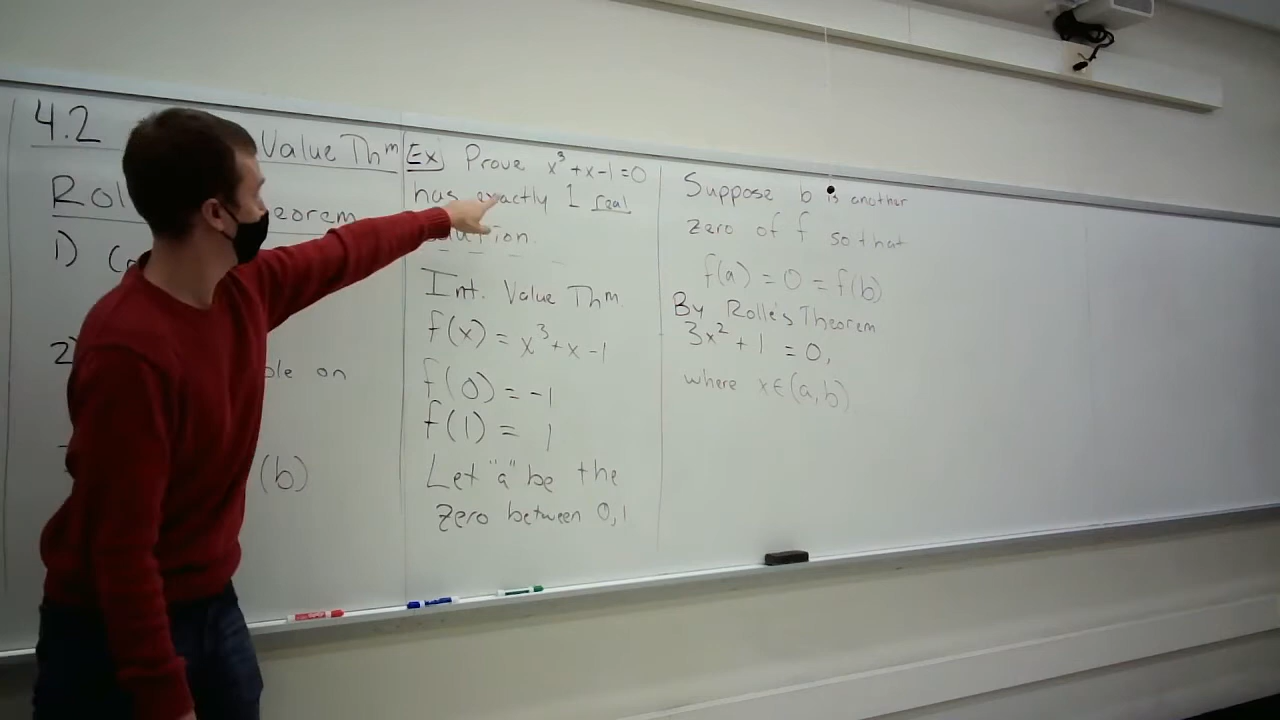 4.2 Value Thm
Rol eorem
1)
2) ble on
(b)
Ex Prove x³+x-1=0
has exactly 1 real
solution.
Int. Value Thm
f(x) = x³+x-1
f(0) = -1
f(1) = 1
Let "a" be the
zero between 0,1
Suppose b is another
zero of f so that
f(a) = 0 = f(b)
By Rolle's Theorem
3x² + 1 = 0,
where x∈(a,b)